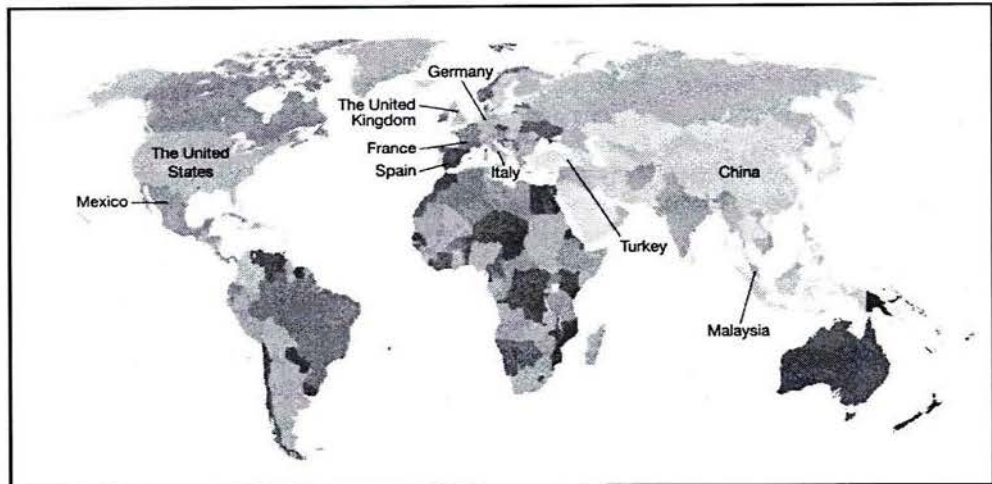 Germany
The United
Kingdom
France
Spain
Italy
The United
States
Mexico
China
Turkey
Malaysia